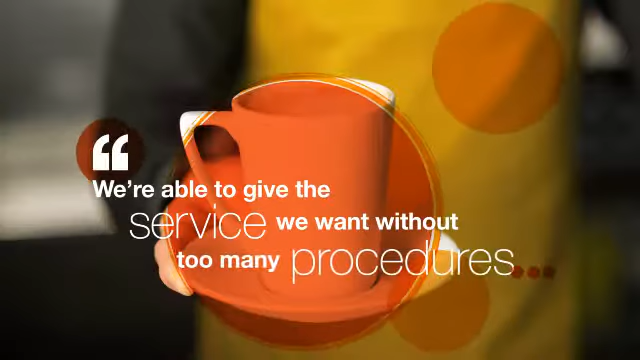 “
We’re able to give the
service we want without
too many procedures...